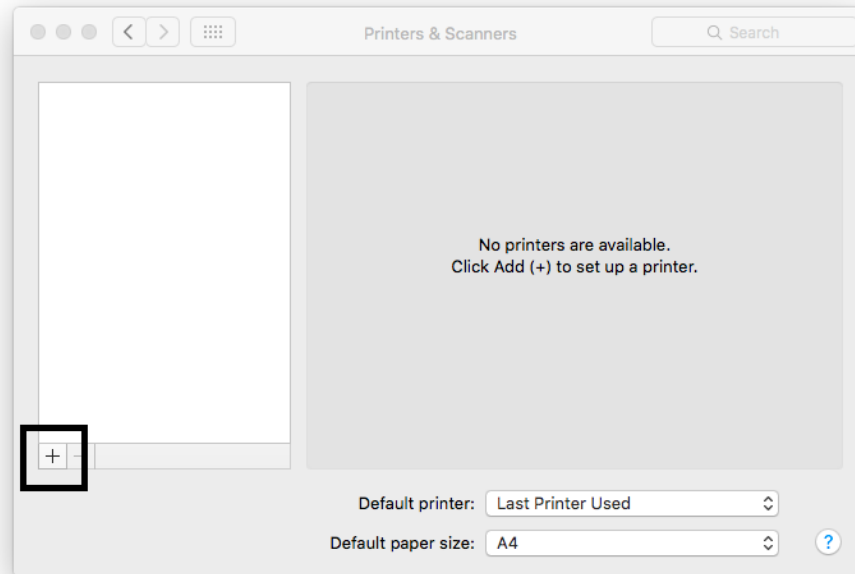 Printers & Scanners
Search
No printers are available.
Click Add (+) to set up a printer.
+ −
Default printer: Last Printer Used
Default paper size: A4
?